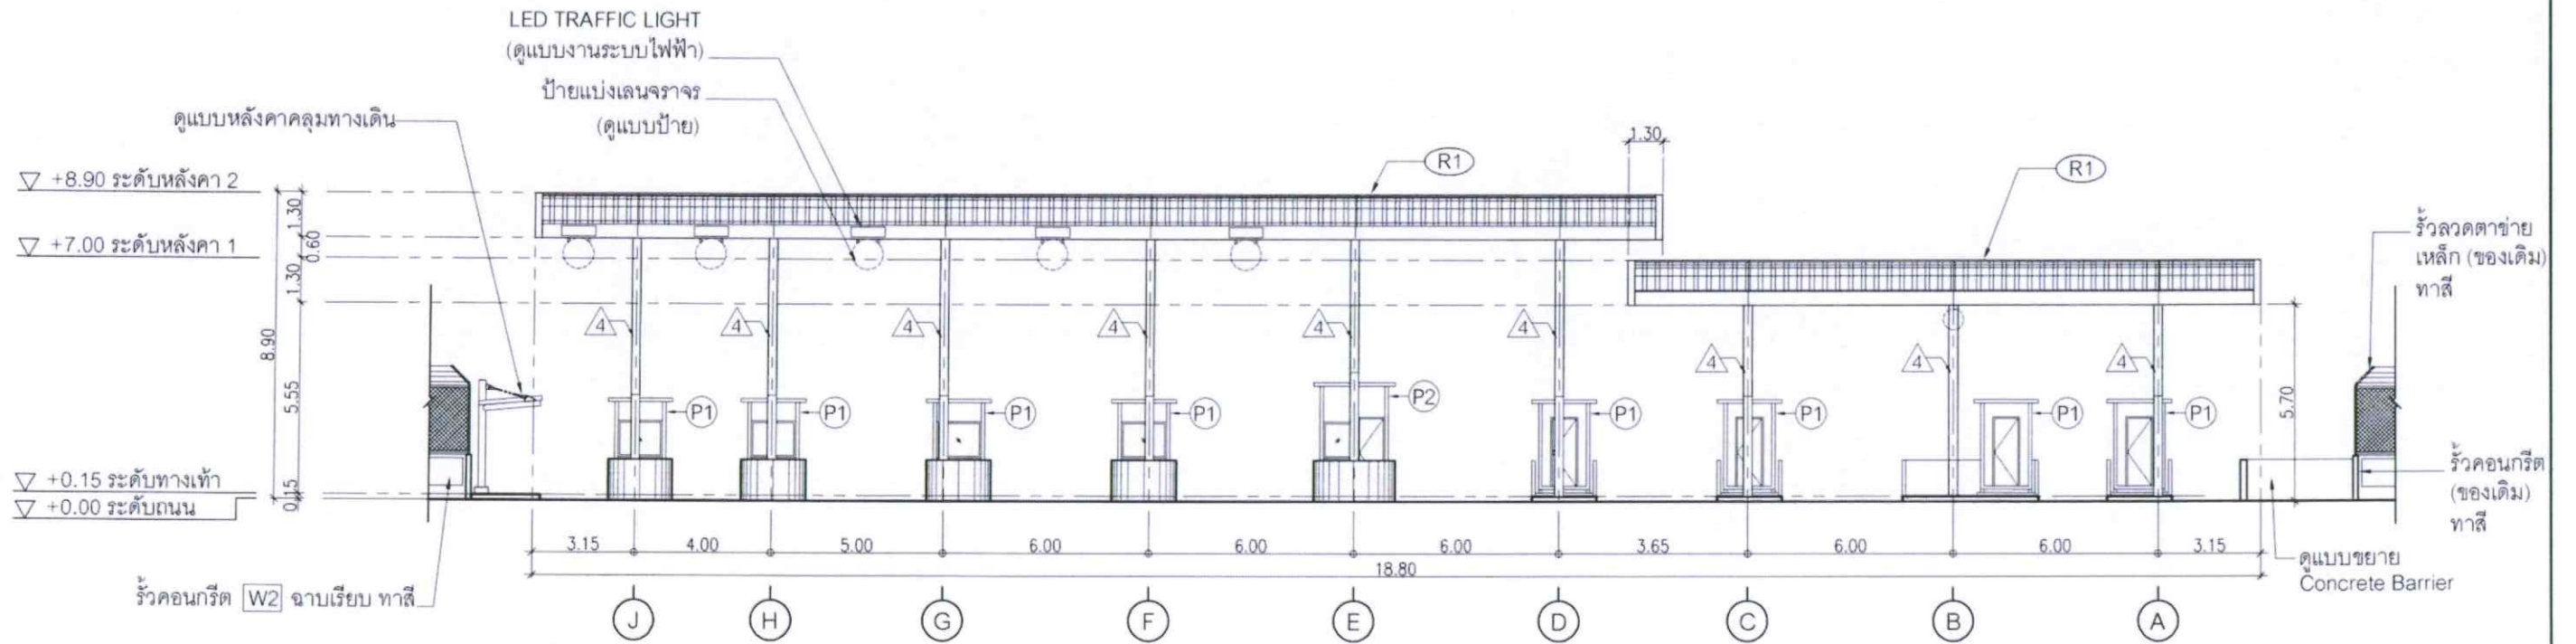 LED TRAFFIC LIGHT
(ดูแบบงานระบบไฟฟ้า)
ป้ายแบ่งเลนจราจร
(ดูแบบป้าย)
ดูแบบหลังคาคลุมทางเดิน
1.30
R1
R1
+8.90 ระดับหลังคา 2
+7.00 ระดับหลังคา 1
1.30
0.60
1.30
8.90
5.55
0.15
รั้วลวดตาข่าย
เหล็ก (ของเดิม)
ทาสี
4 4 4 4 4 4 4 4 4
P1 P1 P1 P1 P2 P1 P1 P1 P1
5.70
+0.15 ระดับทางเท้า
+0.00 ระดับถนน
รั้วคอนกรีต
(ของเดิม)
ทาสี
3.15 4.00 5.00 6.00 6.00 6.00 3.65 6.00 6.00 3.15
18.80
ดูแบบขยาย
Concrete Barrier
รั้วคอนกรีต W2 ฉาบเรียบ ทาสี
J H G F E D C B A